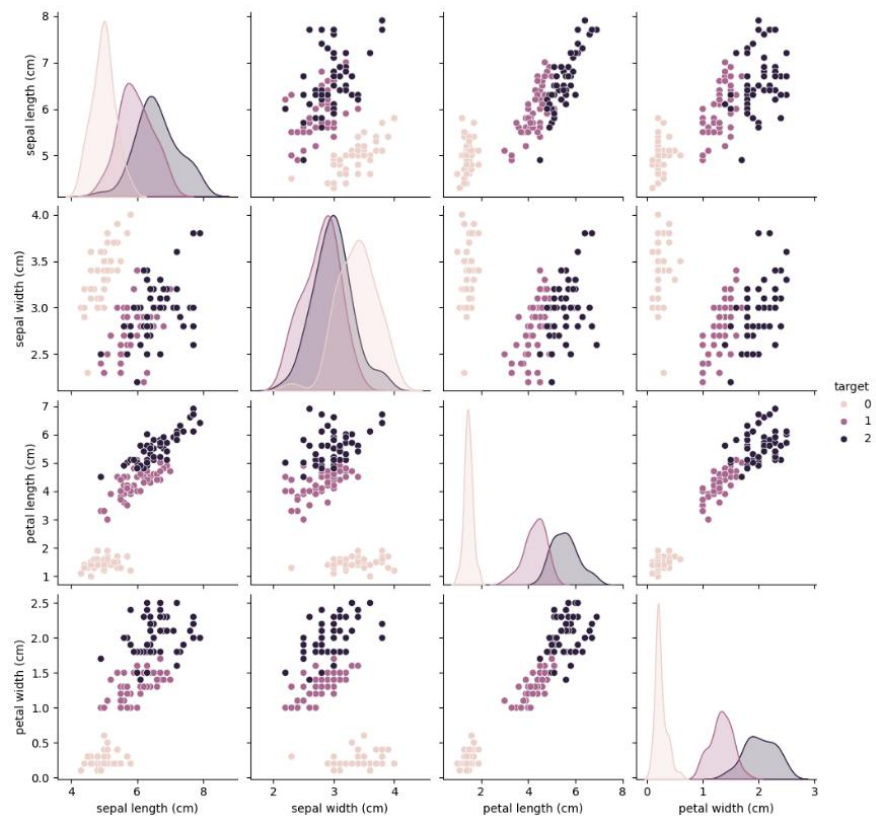 8
7
6
5
sepal length (cm)
4.0
3.5
3.0
2.5
sepal width (cm)
target
0
1
2
7
6
5
4
3
2
1
petal length (cm)
2.5
2.0
1.5
1.0
0.5
0.0
petal width (cm)
4 6 8
sepal length (cm)
2 3 4
sepal width (cm)
2 4 6 8
petal length (cm)
0 1 2 3
petal width (cm)